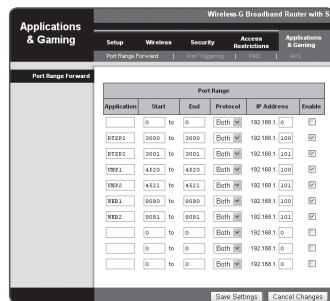 Wireless-G Broadband Router with S
Applications & Gaming
Setup Wireless Security Access Restrictions Applications & Gaming
Port Range Forward | Port Triggering | DMZ | QoS
Port Range Forward
Port Range
Application Start End Protocol IP Address Enable
0 to 0 Both 192.168.1. 0
RTSP1 3000 to 3000 Both 192.168.1. 100
RTSP2 3001 to 3001 Both 192.168.1. 101
VNP1 4520 to 4520 Both 192.168.1. 100
VNP2 4521 to 4521 Both 192.168.1. 101
WEB1 8080 to 8080 Both 192.168.1. 100
WEB2 8081 to 8081 Both 192.168.1. 101
0 to 0 Both 192.168.1. 0
0 to 0 Both 192.168.1. 0
0 to 0 Both 192.168.1. 0
Save Settings Cancel Changes